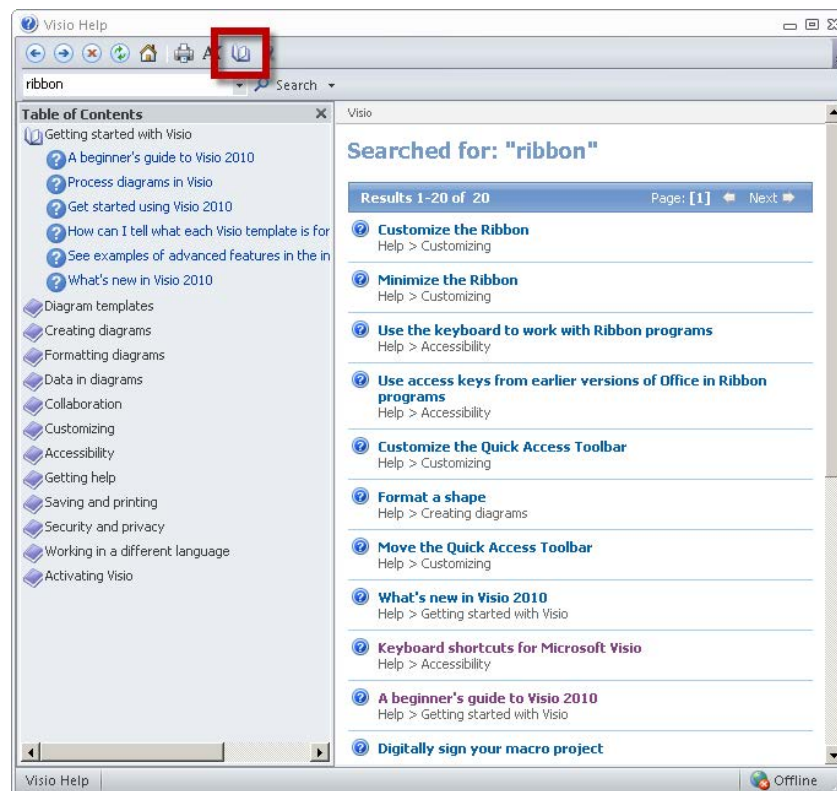 Visio Help
ribbon
Search
Table of Contents
Getting started with Visio
A beginner's guide to Visio 2010
Process diagrams in Visio
Get started using Visio 2010
How can I tell what each Visio template is for
See examples of advanced features in the in
What's new in Visio 2010
Diagram templates
Creating diagrams
Formatting diagrams
Data in diagrams
Collaboration
Customizing
Accessibility
Getting help
Saving and printing
Security and privacy
Working in a different language
Activating Visio
Visio
Searched for: "ribbon"
Results 1-20 of 20 Page: [1] Next
Customize the Ribbon
Help > Customizing
Minimize the Ribbon
Help > Customizing
Use the keyboard to work with Ribbon programs
Help > Accessibility
Use access keys from earlier versions of Office in Ribbon
programs
Help > Accessibility
Customize the Quick Access Toolbar
Help > Customizing
Format a shape
Help > Creating diagrams
Move the Quick Access Toolbar
Help > Customizing
What's new in Visio 2010
Help > Getting started with Visio
Keyboard shortcuts for Microsoft Visio
Help > Accessibility
A beginner's guide to Visio 2010
Help > Getting started with Visio
Digitally sign your macro project
Visio Help
Offline